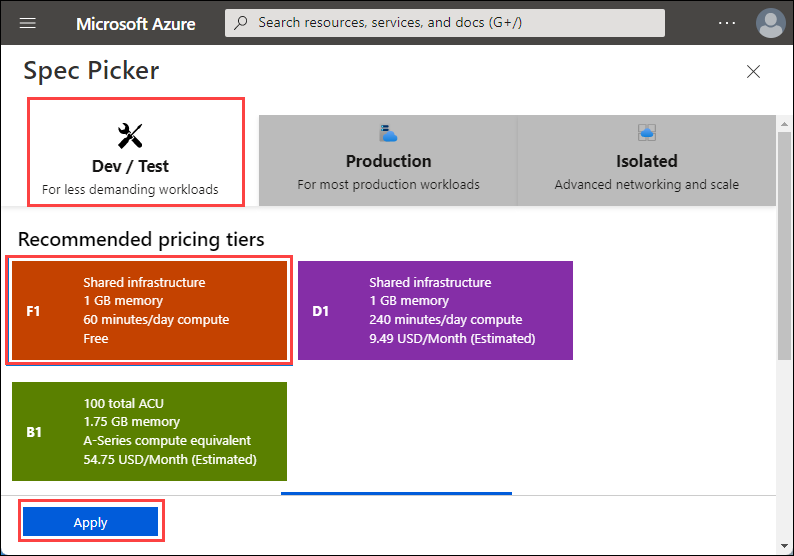 Microsoft Azure
Search resources, services, and docs (G+/)
...
Spec Picker
Dev / Test
For less demanding workloads
Production
For most production workloads
Isolated
Advanced networking and scale
Recommended pricing tiers
F1
Shared infrastructure
1 GB memory
60 minutes/day compute
Free
D1
Shared infrastructure
1 GB memory
240 minutes/day compute
9.49 USD/Month (Estimated)
B1
100 total ACU
1.75 GB memory
A-Series compute equivalent
54.75 USD/Month (Estimated)
Apply